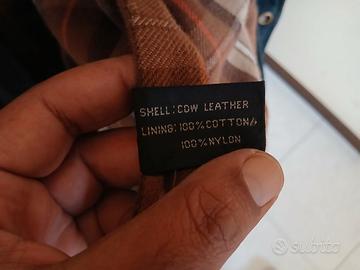 SHELL:COW LEATHER
LINING:100%COTTON/
100%NYLON
subito